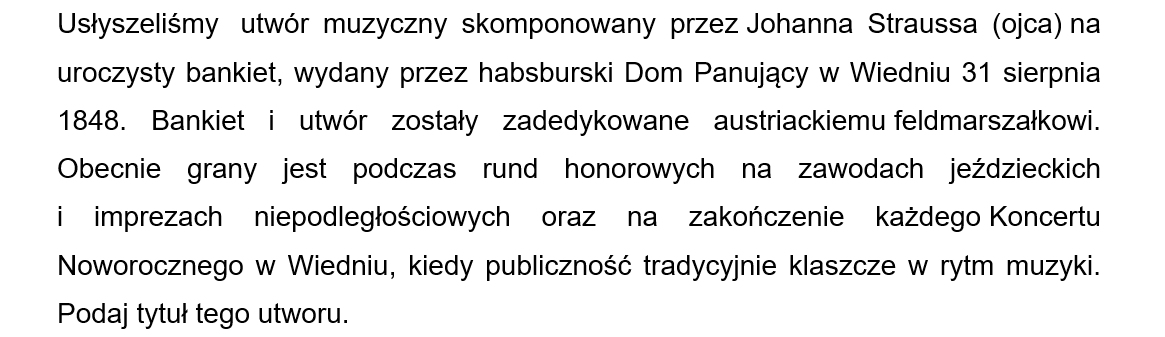 Usłyszeliśmy utwór muzyczny skomponowany przez Johanna Straussa (ojca) na
uroczysty bankiet, wydany przez habsburski Dom Panujący w Wiedniu 31 sierpnia
1848. Bankiet i utwór zostały zadedykowane austriackiemu feldmarszałkowi.
Obecnie grany jest podczas rund honorowych na zawodach jeździeckich
i imprezach niepodległościowych oraz na zakończenie każdego Koncertu
Noworocznego w Wiedniu, kiedy publiczność tradycyjnie klaszcze w rytm muzyki.
Podaj tytuł tego utworu.